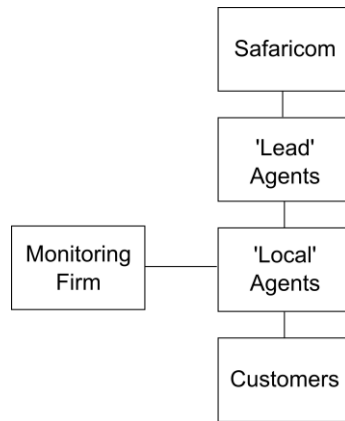 Safaricom
'Lead'
Agents
Monitoring
Firm
'Local'
Agents
Customers